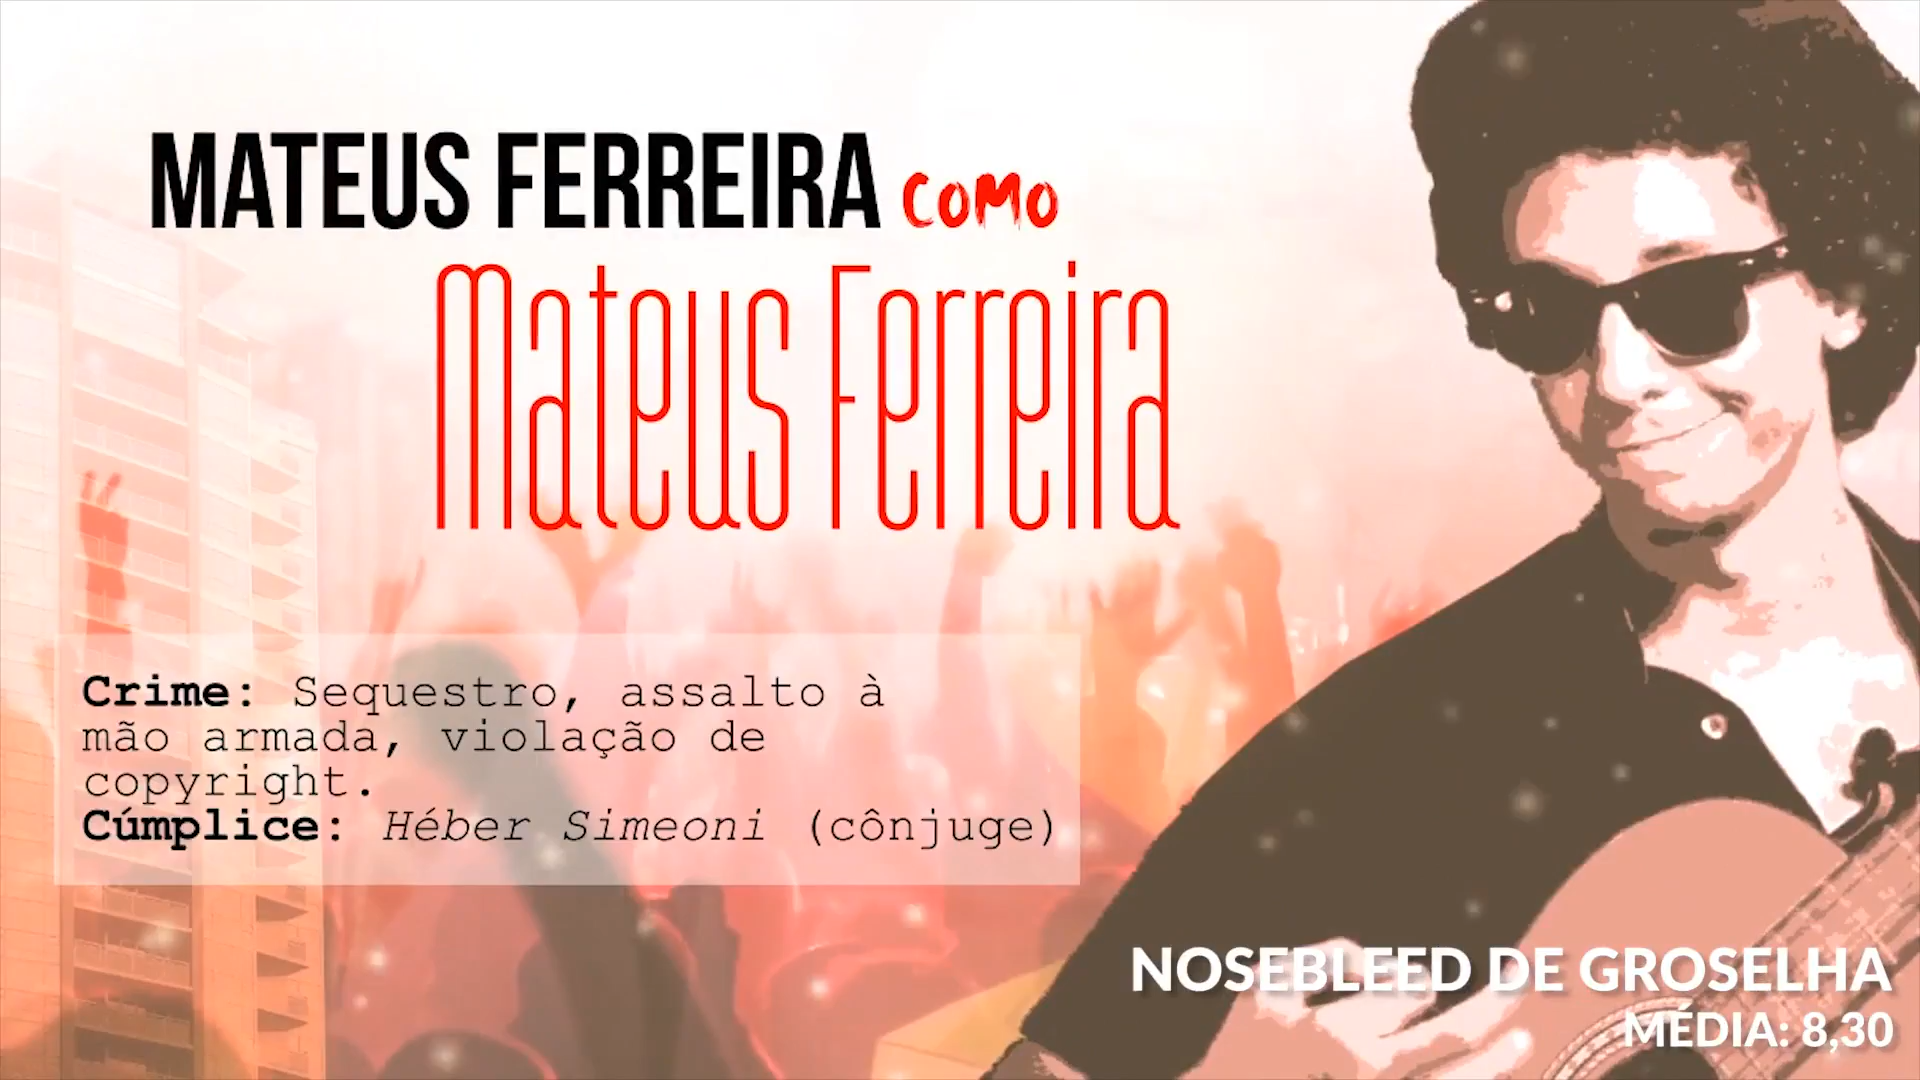 MATEUS FERREIRA COMO
Mateus Ferreira
Crime: Sequestro, assalto à
mão armada, violação de
copyright.
Cúmplice: Héber Simeoni (cônjuge)
NOSEBLEED DE GROSELHA
MÉDIA: 8,30